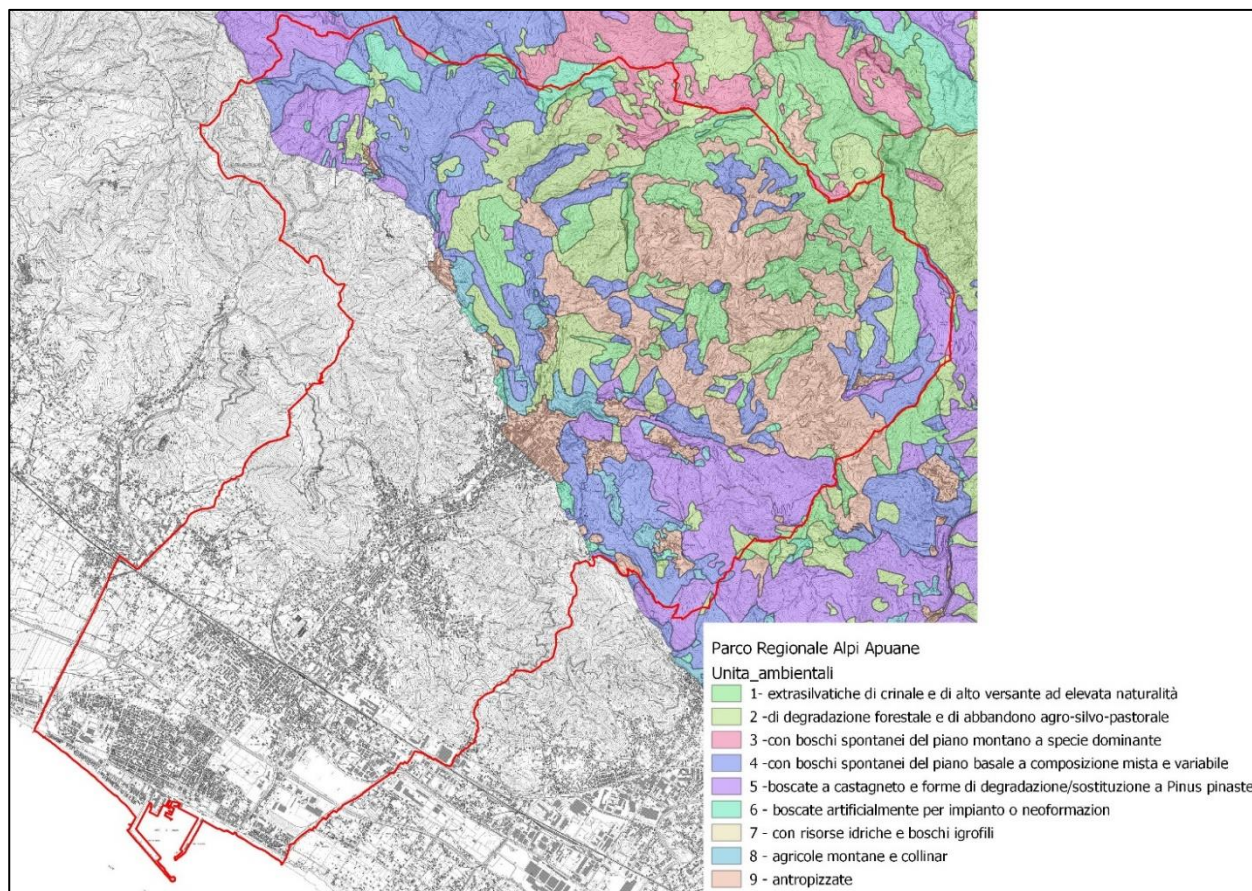 Parco Regionale Alpi Apuane
Unita_ambientali
1- extrasilvatiche di crinale e di alto versante ad elevata naturalità
2 -di degradazione forestale e di abbandono agro-silvo-pastorale
3 -con boschi spontanei del piano montano a specie dominante
4 -con boschi spontanei del piano basale a composizione mista e variabile
5 -boscate a castagneto e forme di degradazione/sostituzione a Pinus pinaste
6 - boscate artificialmente per impianto o neoformazion
7 - con risorse idriche e boschi igrofili
8 - agricole montane e collinar
9 - antropizzate